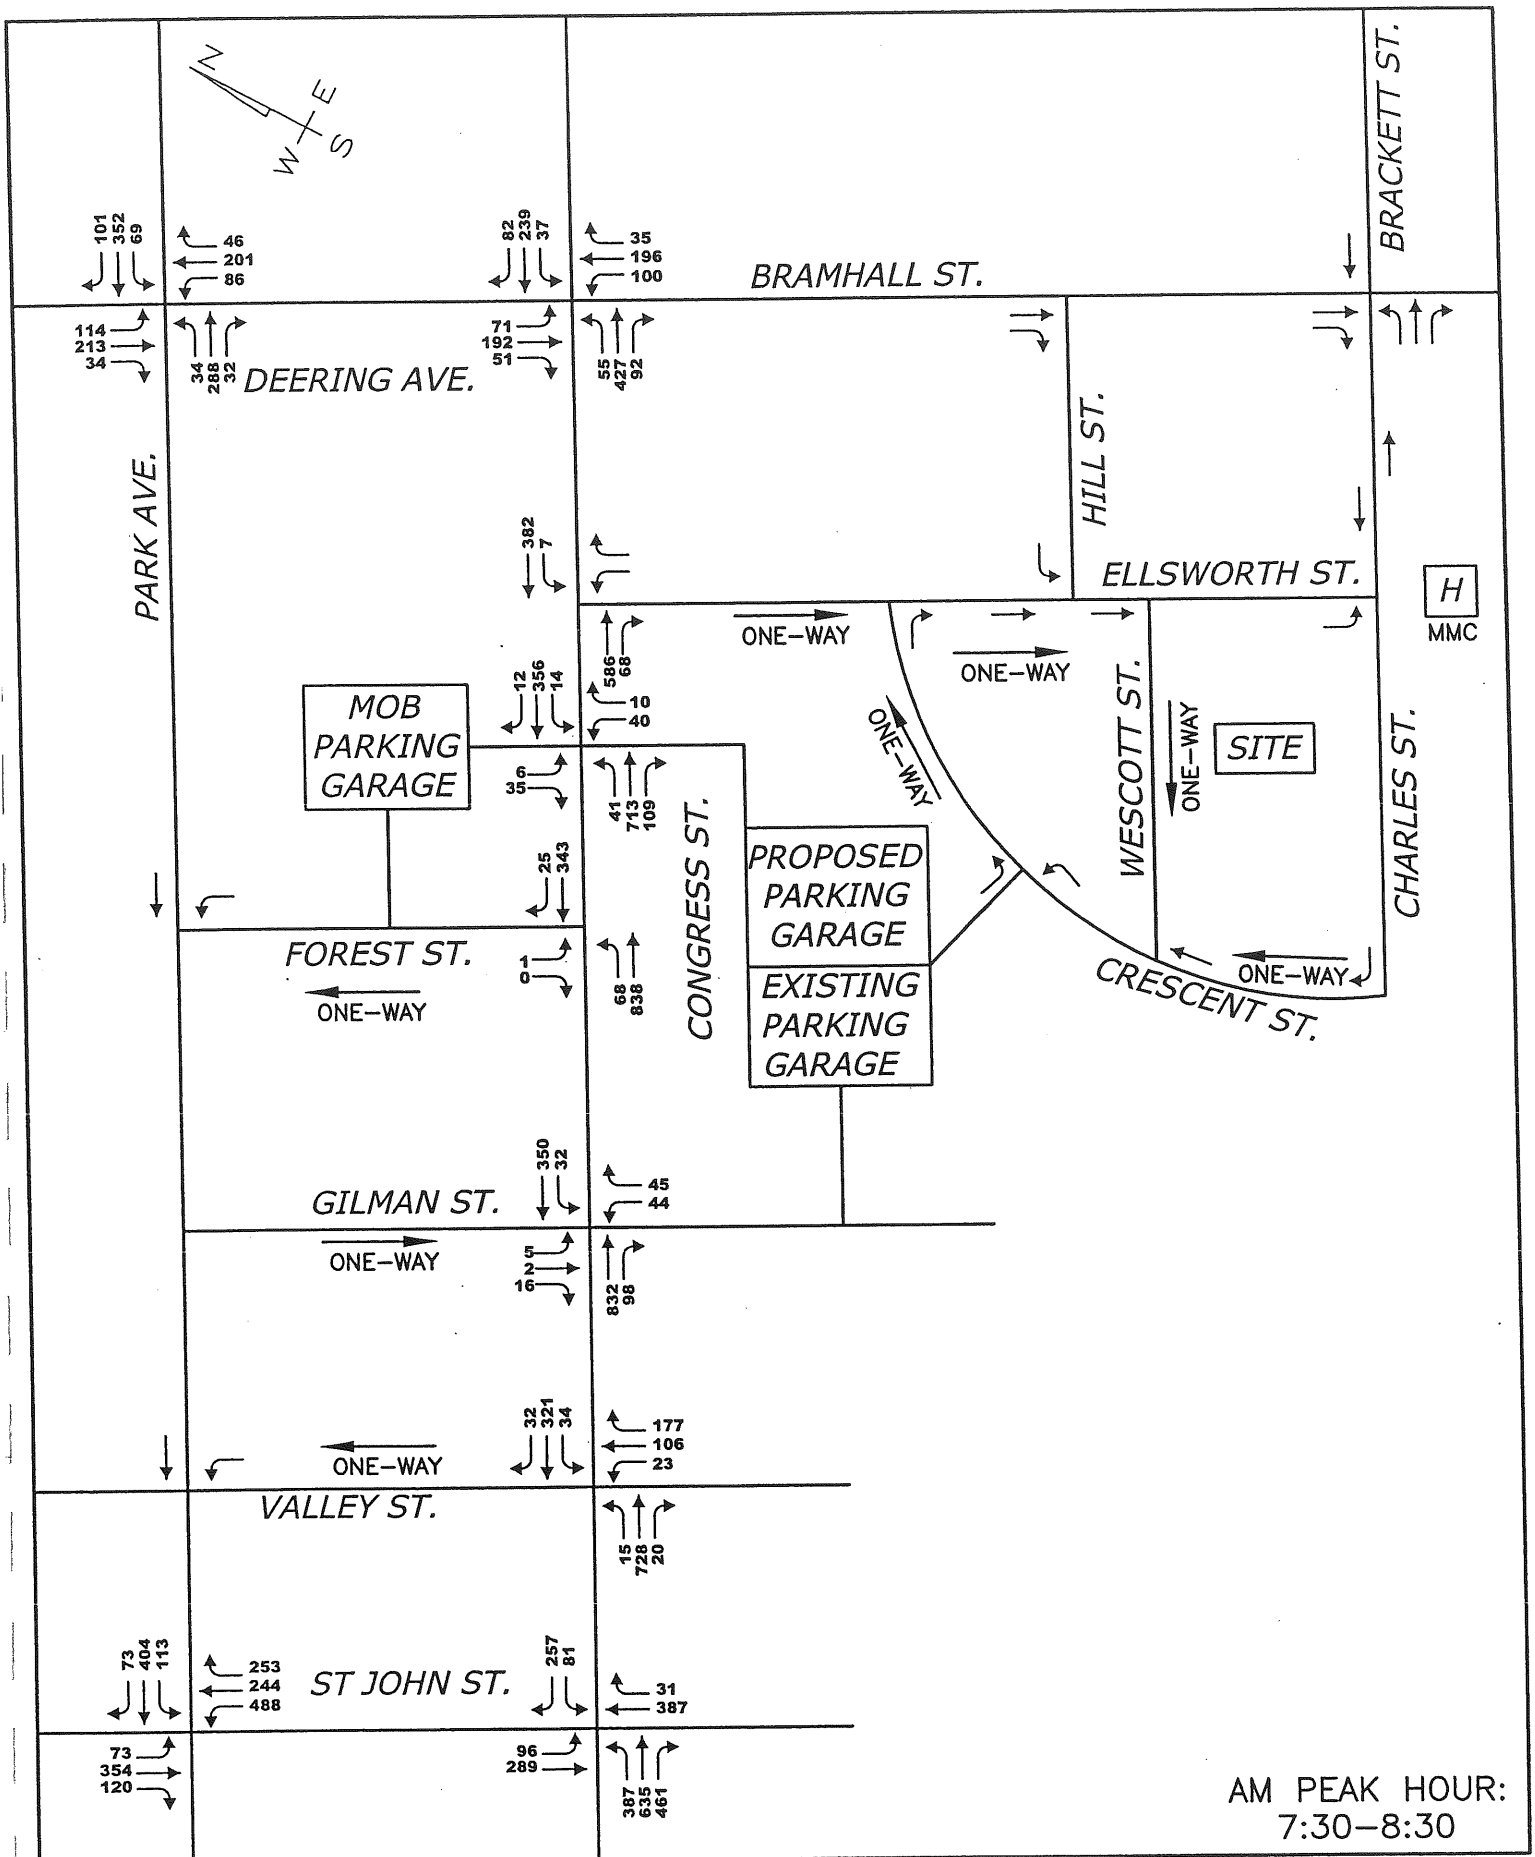 N
E
W
S
BRACKETT ST.
101
352
69
46
201
86
82
239
37
35
196
100
BRAMHALL ST.
114
213
34
34
288
32
DEERING AVE.
71
192
51
55
427
92
PARK AVE.
HILL ST.
382
7
ELLSWORTH ST.
H
MMC
ONE-WAY
586
68
ONE-WAY
12
356
14
10
40
MOB
PARKING
GARAGE
6
35
41
713
109
CONGRESS ST.
ONE-WAY
WESCOTT ST.
ONE-WAY
SITE
CHARLES ST.
PROPOSED
PARKING
GARAGE
EXISTING
PARKING
GARAGE
25
343
FOREST ST.
ONE-WAY
1
0
68
838
ONE-WAY
CRESCENT ST.
350
32
45
44
GILMAN ST.
ONE-WAY
5
2
16
832
98
32
321
34
177
106
23
ONE-WAY
VALLEY ST.
15
728
20
73
404
113
253
244
488
ST JOHN ST.
257
81
31
387
73
354
120
96
289
387
635
461
AM PEAK HOUR:
7:30-8:30